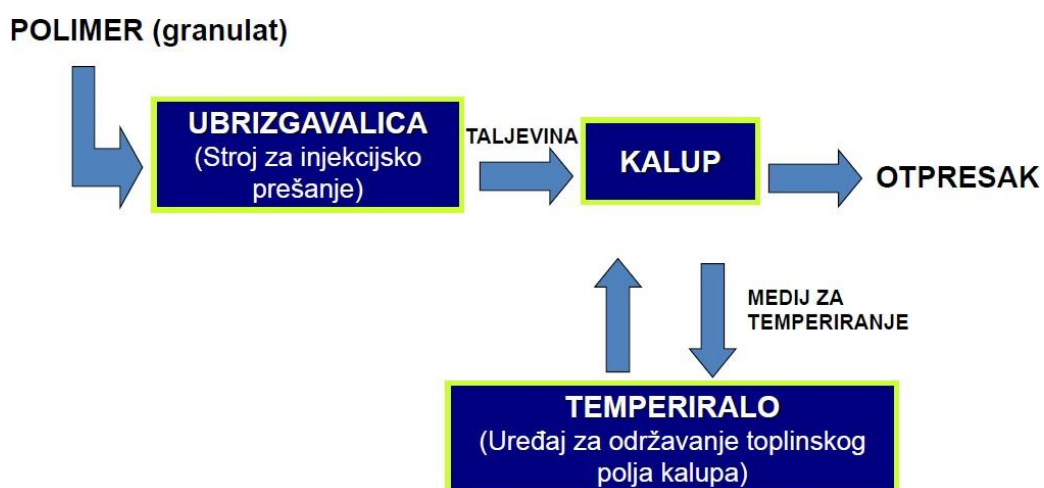 POLIMER (granulat)
UBRIZGAVALICA
(Stroj za injekcijsko
prešanje)
TALJEVINA
KALUP
OTPRESAK
MEDIJ ZA
TEMPERIRANJE
TEMPERIRALO
(Uređaj za održavanje toplinskog
polja kalupa)